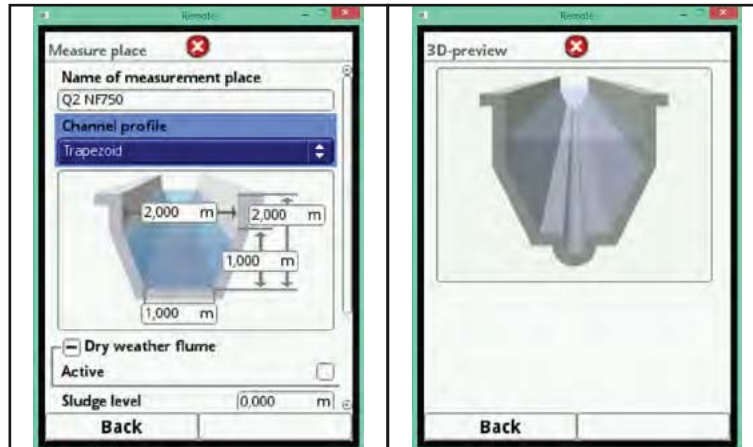 Remote
Measure place
Name of measurement place
Q2 NF750
Channel profile
Trapezoid
2,000 m
2,000 m
1,000 m
1,000 m
Dry weather flume
Active
Sludge level 0,000 m
Back
Remote
3D-preview
Back